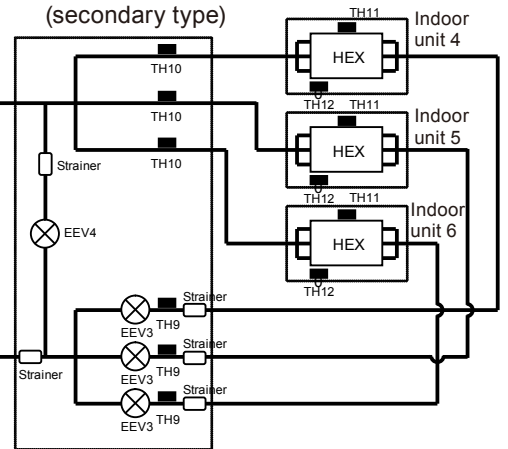 (secondary type)
TH11
Indoor
unit 4
HEX
TH10
TH12
TH11
Indoor
unit 5
TH10
HEX
TH10
Strainer
TH12
TH11
Indoor
unit 6
HEX
EEV4
TH12
Strainer
EEV3
TH9
Strainer
Strainer
EEV3
TH9
Strainer
EEV3
TH9